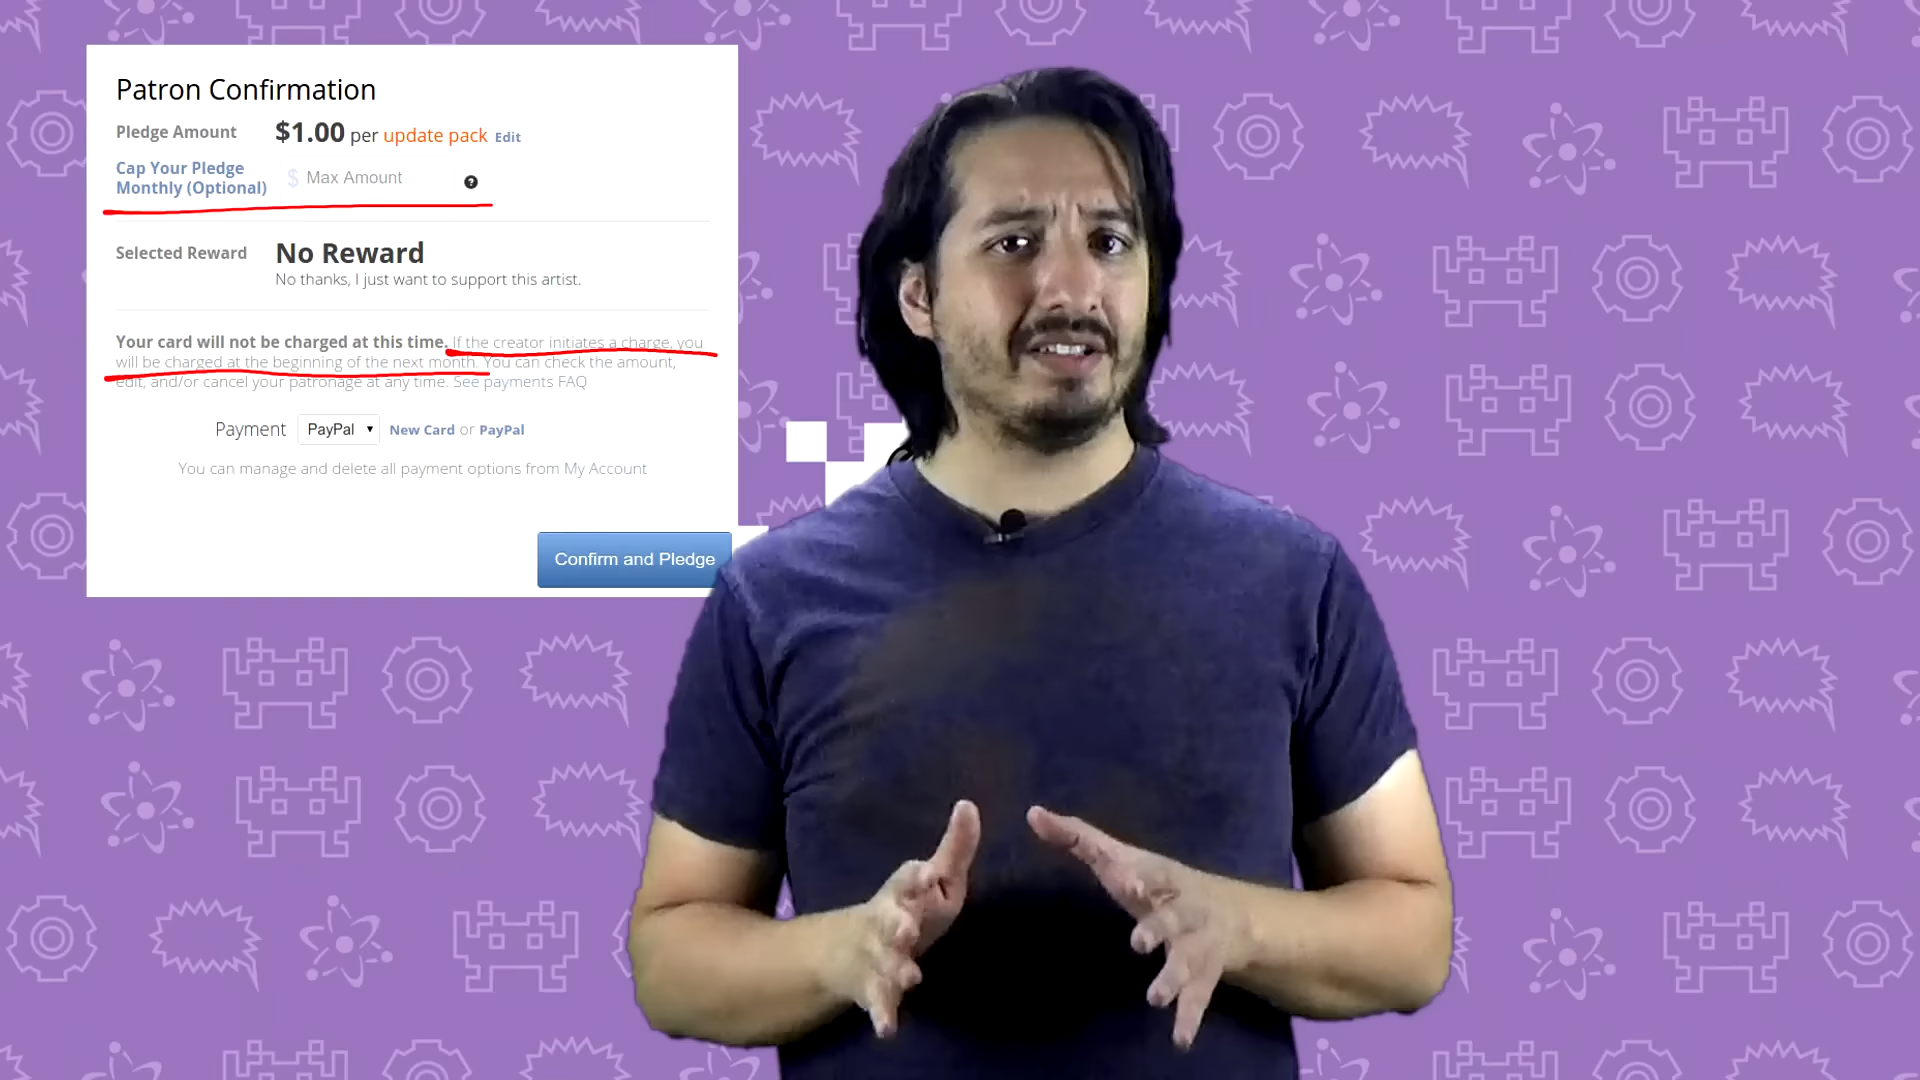 Patron Confirmation
Pledge Amount $1.00 per update pack Edit
Cap Your Pledge
Monthly (Optional) $ Max Amount ?
Selected Reward No Reward
No thanks, I just want to support this artist.
Your card will not be charged at this time. If the creator initiates a charge, you
will be charged at the beginning of the next month. You can check the amount,
edit, and/or cancel your patronage at any time. See payments FAQ
Payment PayPal New Card or PayPal
You can manage and delete all payment options from My Account
Confirm and Pledge